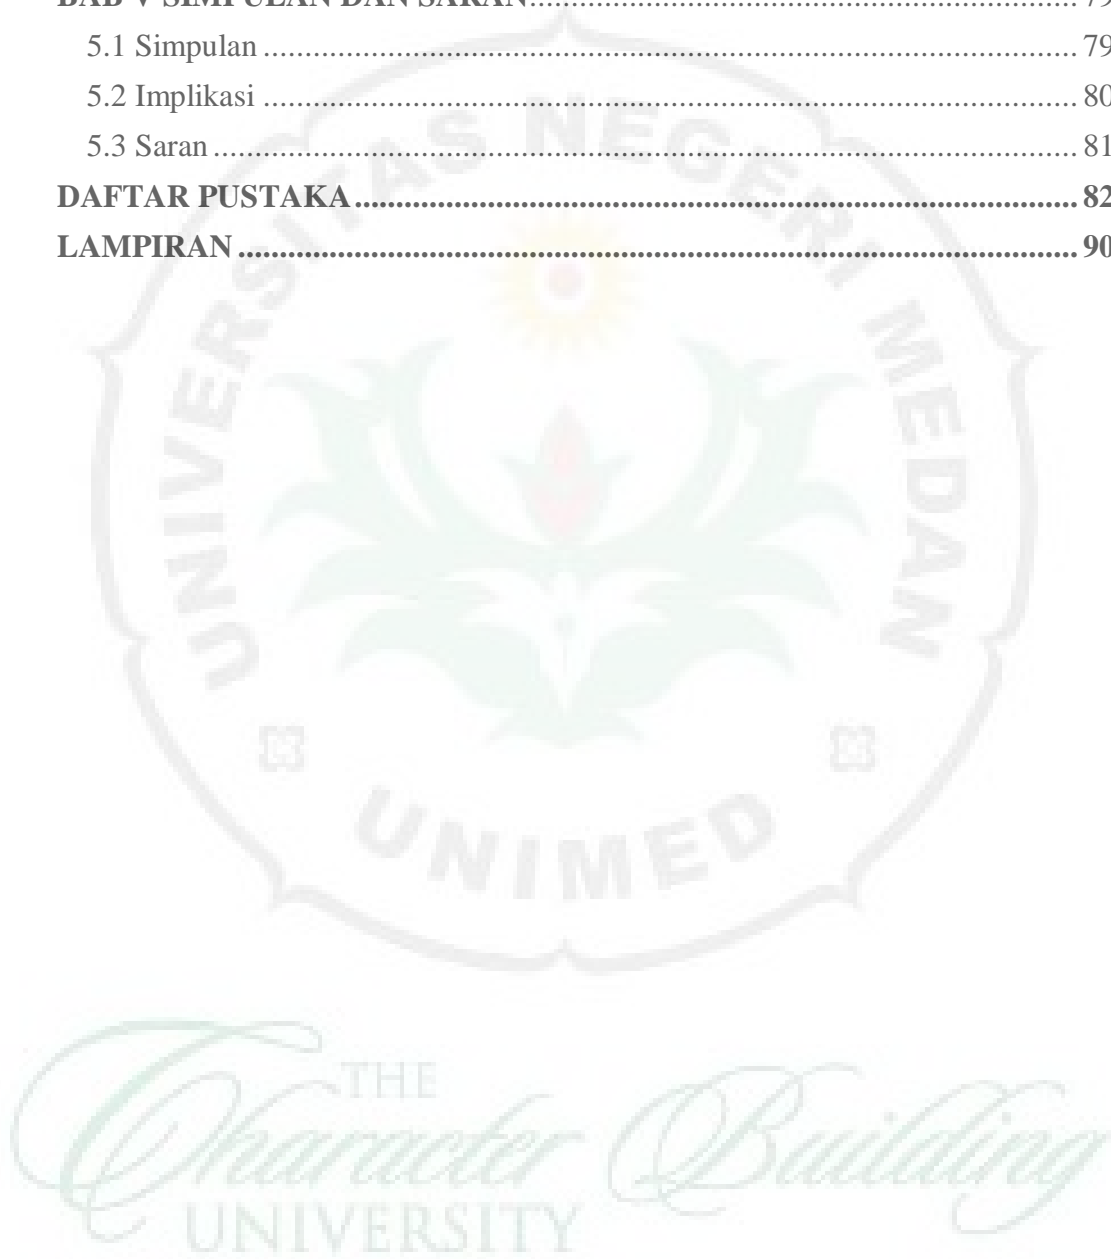 BAB V SIMPULAN DAN SARAN................................................................ 79
5.1 Simpulan ........................................................................................................ 79
5.2 Implikasi ........................................................................................................ 80
5.3 Saran .............................................................................................................. 81
DAFTAR PUSTAKA ............................................................................................ 82
LAMPIRAN ........................................................................................................... 90
UNIVERSITAS NEGERI MEDAN
UNIMED
THE
Character Building
UNIVERSITY